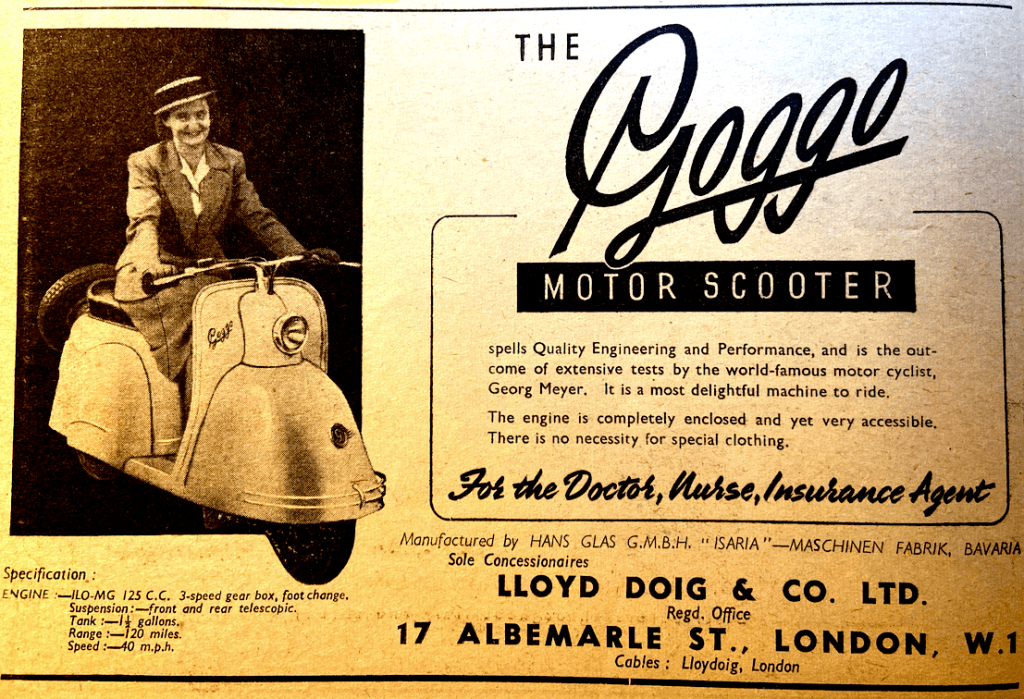 THE
Goggo
MOTOR SCOOTER
Goggo
spells Quality Engineering and Performance, and is the out-
come of extensive tests by the world-famous motor cyclist,
Georg Meyer. It is a most delightful machine to ride.
The engine is completely enclosed and yet very accessible.
There is no necessity for special clothing.
For the Doctor, Nurse, Insurance Agent
Manufactured by HANS GLAS G.M.B.H. "ISARIA"—MASCHINEN FABRIK, BAVARIA
Sole Concessionaires
LLOYD DOIG & CO. LTD.
Regd. Office
17 ALBEMARLE ST., LONDON, W.1
Cables : Lloydoig, London
Specification :
ENGINE :—ILO-MG 125 C.C. 3-speed gear box, foot change.
Suspension :—front and rear telescopic.
Tank :—1½ gallons.
Range :—120 miles.
Speed :—40 m.p.h.